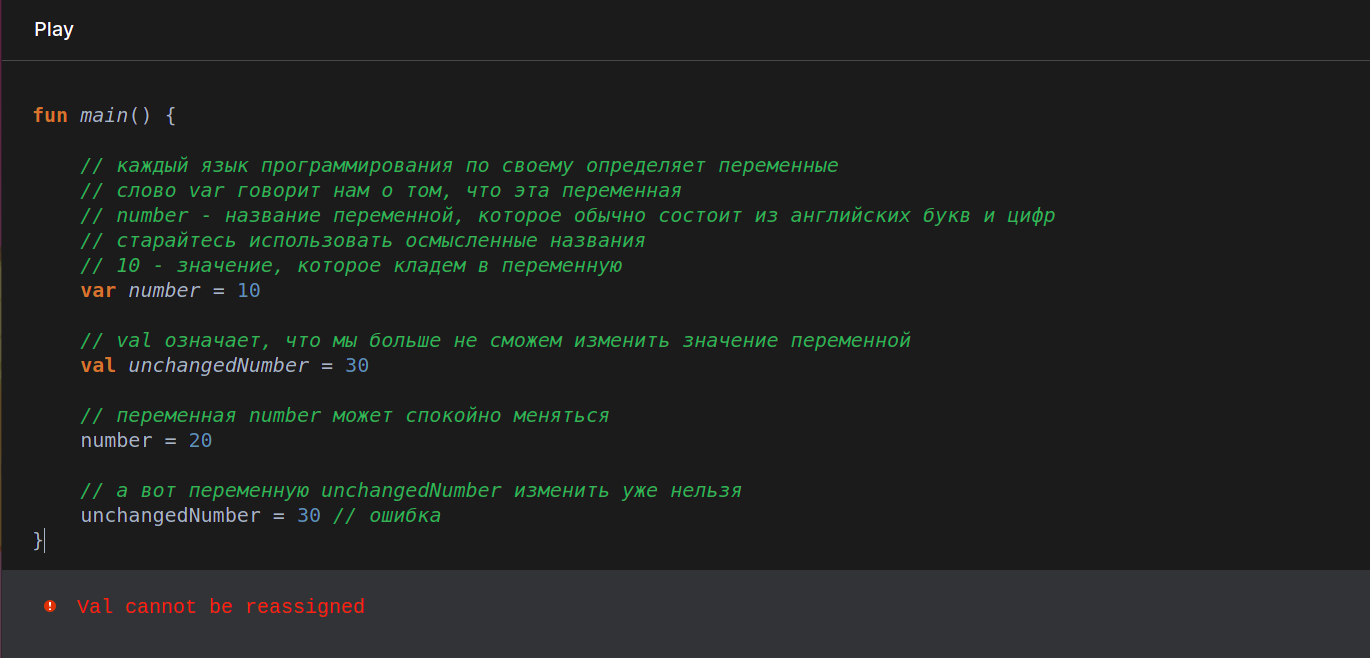 Play
fun main() {
// каждый язык программирования по своему определяет переменные
// слово var говорит нам о том, что эта переменная
// number - название переменной, которое обычно состоит из английских букв и цифр
// старайтесь использовать осмысленные названия
// 10 - значение, которое кладем в переменную
var number = 10
// val означает, что мы больше не сможем изменить значение переменной
val unchangedNumber = 30
// переменная number может спокойно меняться
number = 20
// а вот переменную unchangedNumber изменить уже нельзя
unchangedNumber = 30 // ошибка
}
Val cannot be reassigned